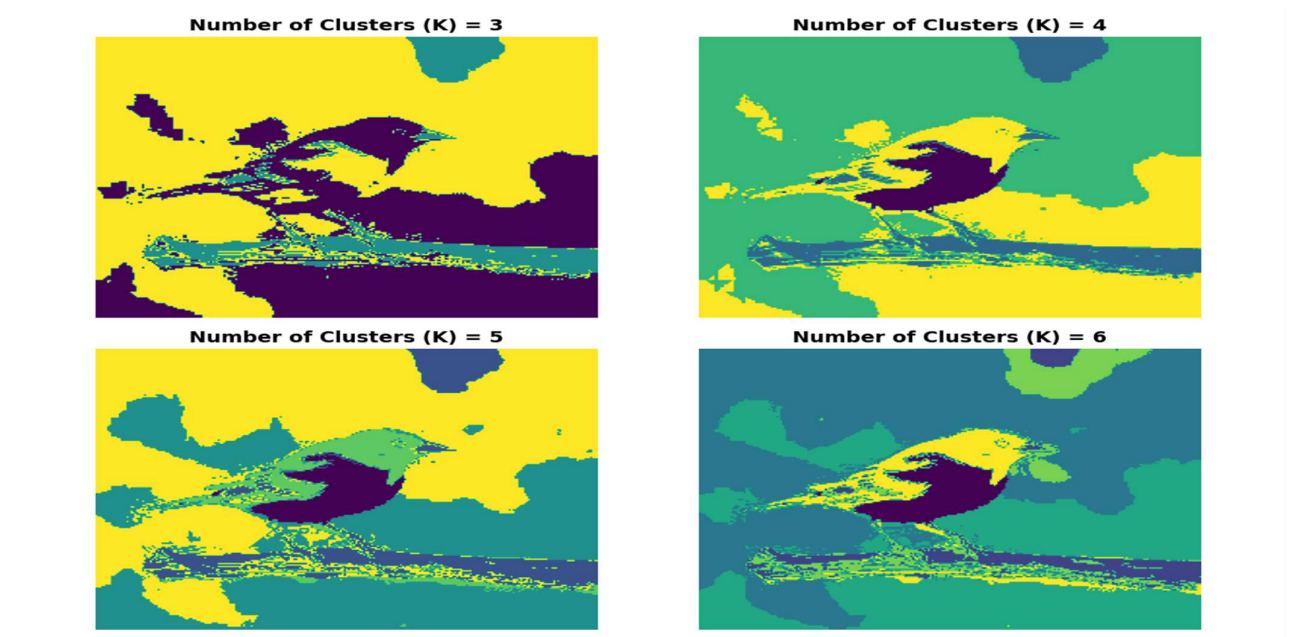 Number of Clusters (K) = 3
Number of Clusters (K) = 4
Number of Clusters (K) = 5
Number of Clusters (K) = 6